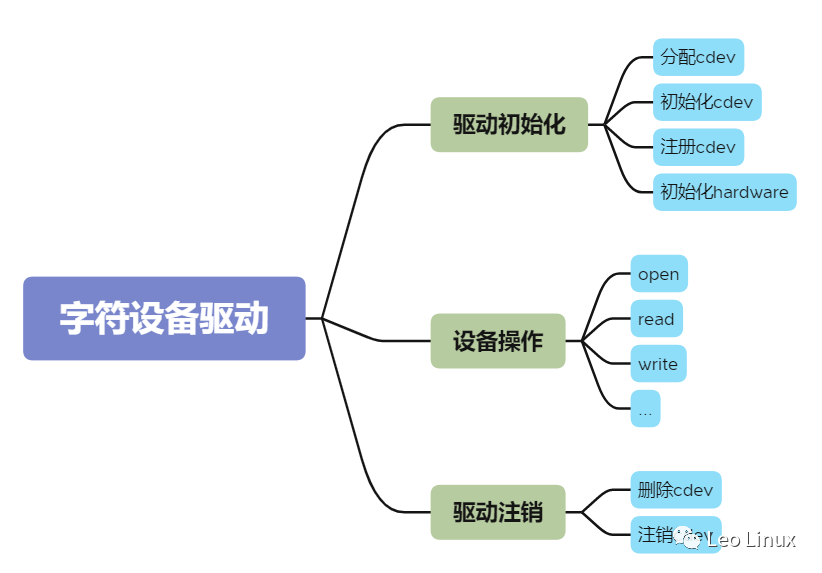 字符设备驱动
驱动初始化
分配cdev
初始化cdev
注册cdev
初始化hardware
设备操作
open
read
write
...
驱动注销
删除cdev
注销
Leo Linux